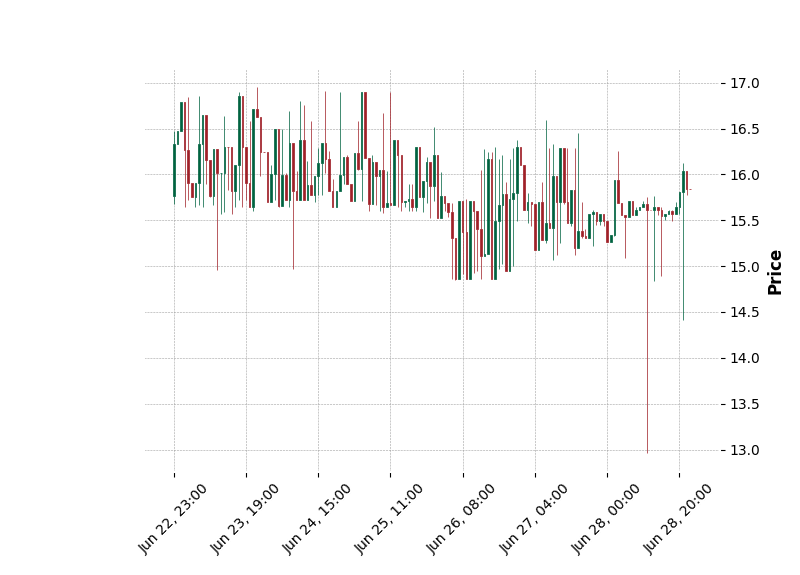 17.0
16.5
16.0
15.5
15.0
14.5
14.0
13.5
13.0
Price
Jun 22, 23:00
Jun 23, 19:00
Jun 24, 15:00
Jun 25, 11:00
Jun 26, 08:00
Jun 27, 04:00
Jun 28, 00:00
Jun 28, 20:00